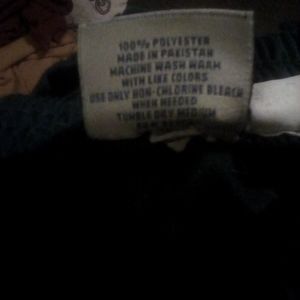 100% POLYESTER
MADE IN PAKISTAN
MACHINE WASH WARM
WITH LIKE COLORS
USE ONLY NON-CHLORINE BLEACH
WHEN NEEDED
TUMBLE DRY MEDIUM